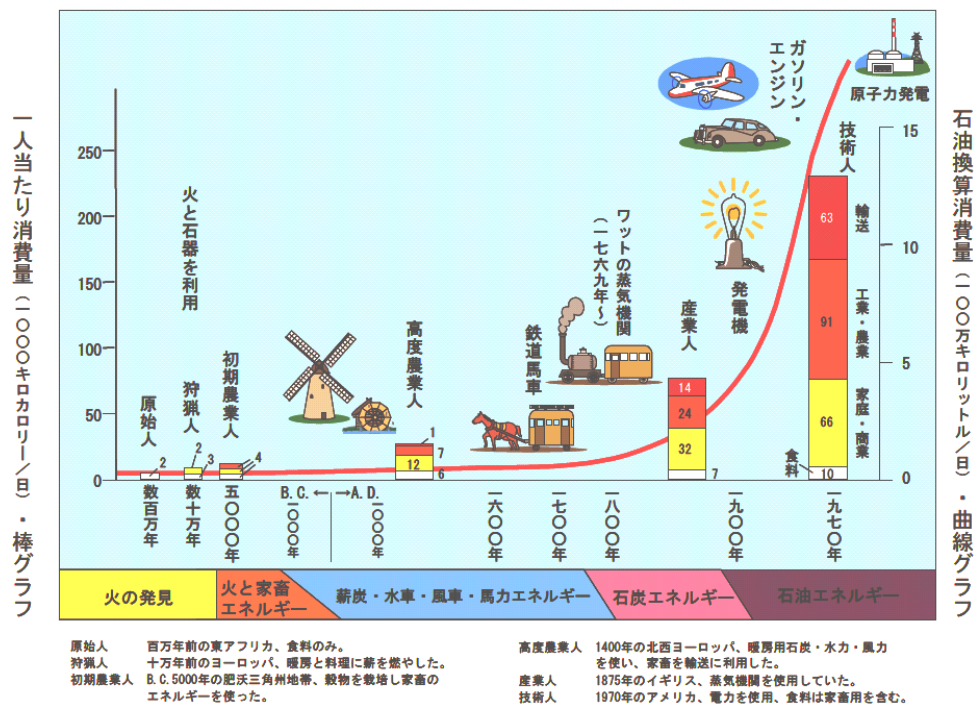 一人当たり消費量（一〇〇〇キロカロリー/日）・棒グラフ
250
200
150
100
50
0
原始人
2
数百万年
火と石器を利用
狩猟人
2
3
数十万年
初期農業人
4
4
五〇〇〇年
B.C.←→A.D.
一〇〇〇年
一〇〇〇年
高度農業人
1
7
12
6
鉄道馬車
一六〇〇年
一七〇〇年
一八〇〇年
ワットの蒸気機関
（一七六九年～）
産業人
14
24
32
7
発電機
一九〇〇年
ガソリン・
エンジン
原子力発電
技術人
63
輸送
91
工業・農業
66
家庭・商業
食料
10
一九七〇年
15
10
5
0
石油換算消費量（一〇〇万キロリットル/日）・曲線グラフ
火の発見
火と家畜
エネルギー
薪炭・水車・風車・馬力エネルギー
石炭エネルギー
石油エネルギー
原始人 百万年前の東アフリカ、食料のみ。
狩猟人 十万年前のヨーロッパ、暖房と料理に薪を燃やした。
初期農業人 B.C.5000年の肥沃三角州地帯、穀物を栽培し家畜の
エネルギーを使った。
高度農業人 1400年の北西ヨーロッパ、暖房用石炭・水力・風力
を使い、家畜を輸送に利用した。
産業人 1875年のイギリス、蒸気機関を使用していた。
技術人 1970年のアメリカ、電力を使用、食料は家畜用を含む。